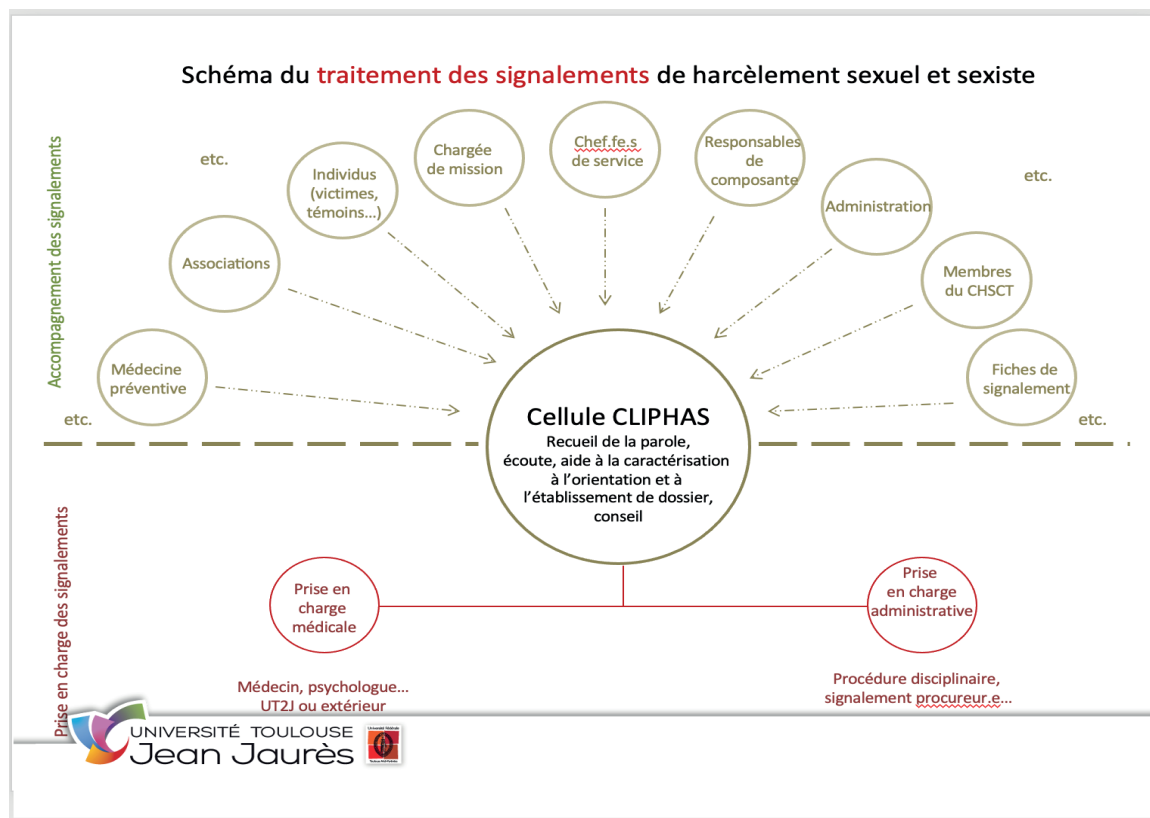 Schéma du traitement des signalements de harcèlement sexuel et sexiste
Accompagnement des signalements
etc.
Médecine
préventive
Associations
etc.
Individus
(victimes,
témoins...)
Chargée
de mission
Chef.fe.s
de service
Responsables
de
composante
Administration
etc.
Membres
du CHSCT
Fiches de
signalement
etc.
Cellule CLIPHAS
Recueil de la parole,
écoute, aide à la caractérisation
à l'orientation et à
l'établissement de dossier,
conseil
Prise en charge des signalements
Prise en
charge
médicale
Médecin, psychologue...
UT2J ou extérieur
Prise
en charge
administrative
Procédure disciplinaire,
signalement procureur.e...
UNIVERSITÉ TOULOUSE
Jean Jaurès